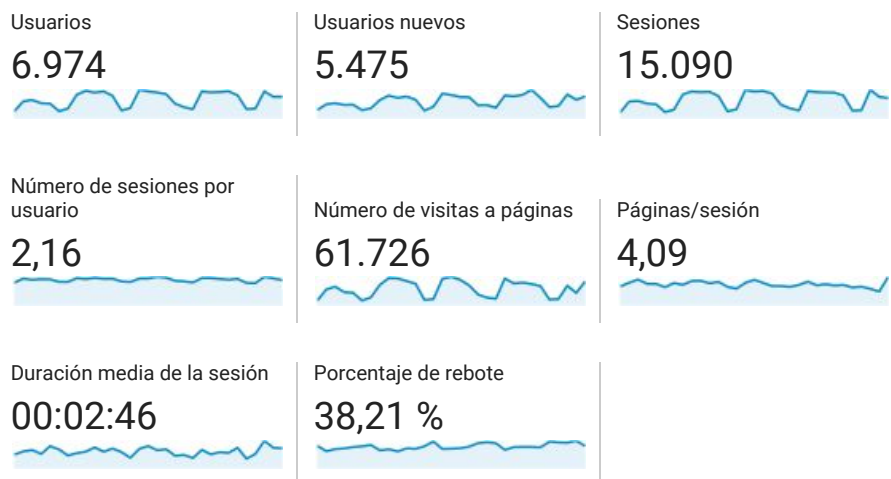 Usuarios
6.974
Usuarios nuevos
5.475
Sesiones
15.090
Número de sesiones por
usuario
2,16
Número de visitas a páginas
61.726
Páginas/sesión
4,09
Duración media de la sesión
00:02:46
Porcentaje de rebote
38,21 %